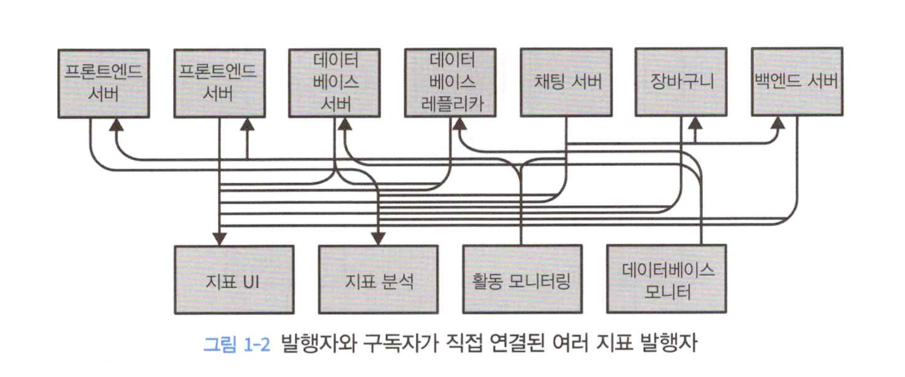 프론트엔드
서버
프론트엔드
서버
데이터
베이스
서버
데이터
베이스
레플리카
채팅 서버
장바구니
백엔드 서버
지표 UI
지표 분석
활동 모니터링
데이터베이스
모니터
그림 1-2 발행자와 구독자가 직접 연결된 여러 지표 발행자